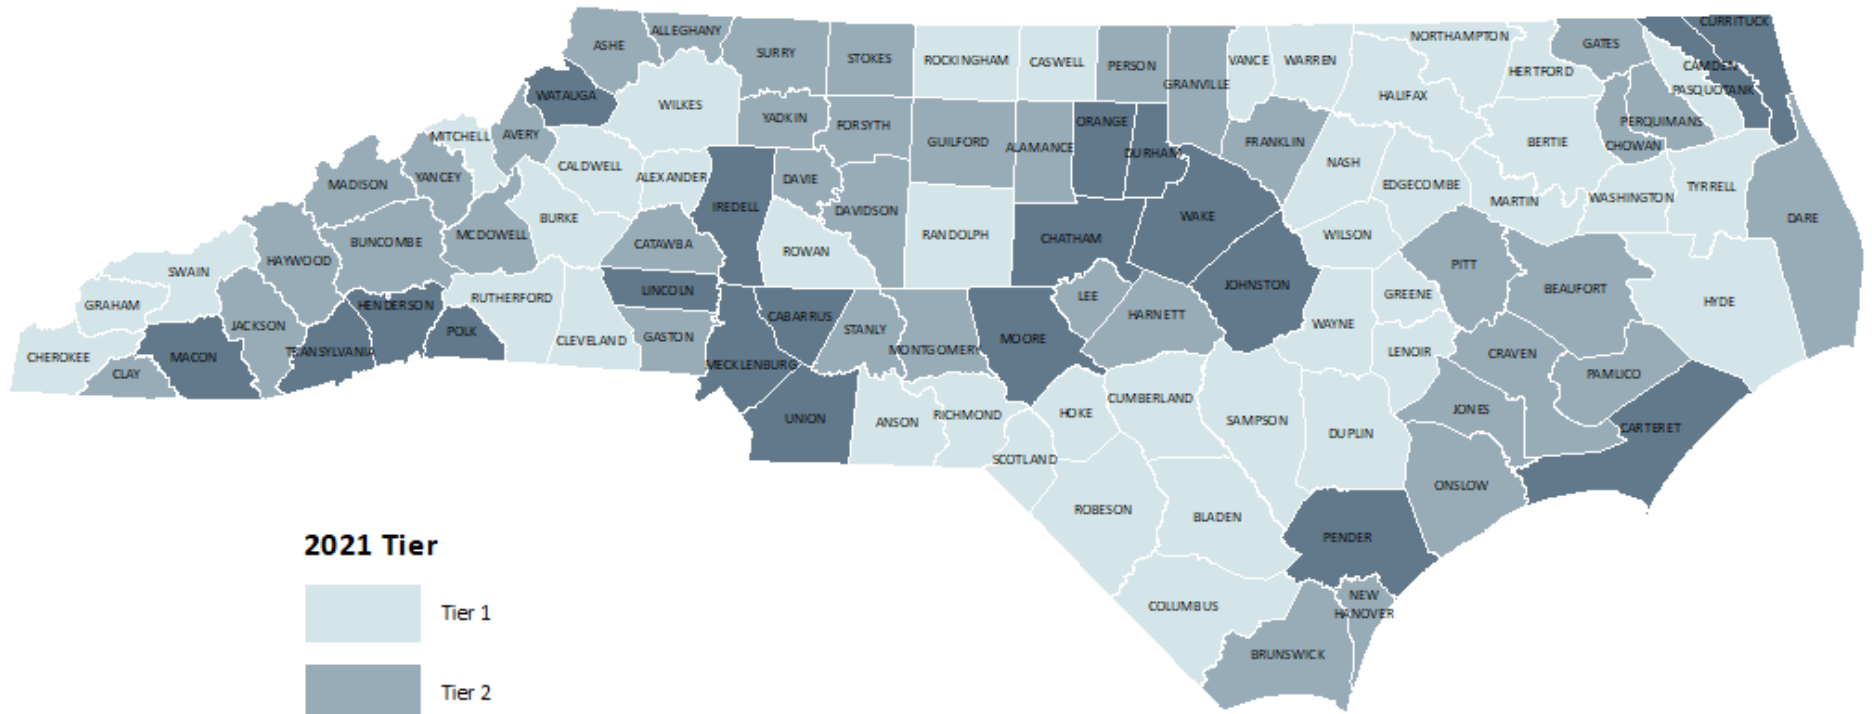 CURRITUCK
ALLEGHANY
ASHE
SURRY
STOKES
ROCKINGHAM
CASWELL
PERSON
GRANVILLE
VANCE
WARREN
NORTHAMPTON
GATES
HERTFORD
CAMDEN
PASQUOTANK
WATAUGA
WILKES
HALIFAX
YADKIN
FORSYTH
ORANGE
PERQUIMANS
MITCHELL
AVERY
GUILFORD
ALAMANCE
DURHAM
FRANKLIN
BERTIE
CHOWAN
CALDWELL
NASH
YANCEY
ALEXANDER
DAVIE
EDGECOMBE
MADISON
TYRRELL
WASHINGTON
MARTIN
IREDELL
DAVIDSON
BURKE
WAKE
DARE
MCDOWELL
BUNCOMBE
CATAWBA
RANDOLPH
CHATHAM
WILSON
ROWAN
HAYWOOD
SWAIN
PITT
GRAHAM
LINCOLN
JOHNSTON
BEAUFORT
RUTHERFORD
HENDERSON
LEE
GREENE
HYDE
JACKSON
POLK
CABARRUS
STANLY
HARNETT
WAYNE
CLEVELAND
GASTON
MOORE
CHEROKEE
MACON
TRANSYLVANIA
MONTGOMERY
LENOIR
CRAVEN
CLAY
MECKLENBURG
PAMLICO
UNION
ANSON
RICHMOND
HOKE
CUMBERLAND
SAMPSON
DUPLIN
JONES
CARTERET
SCOTLAND
ONSLOW
ROBESON
BLADEN
PENDER
2021 Tier
NEW
HANOVER
COLUMBUS
Tier 1
BRUNSWICK
Tier 2